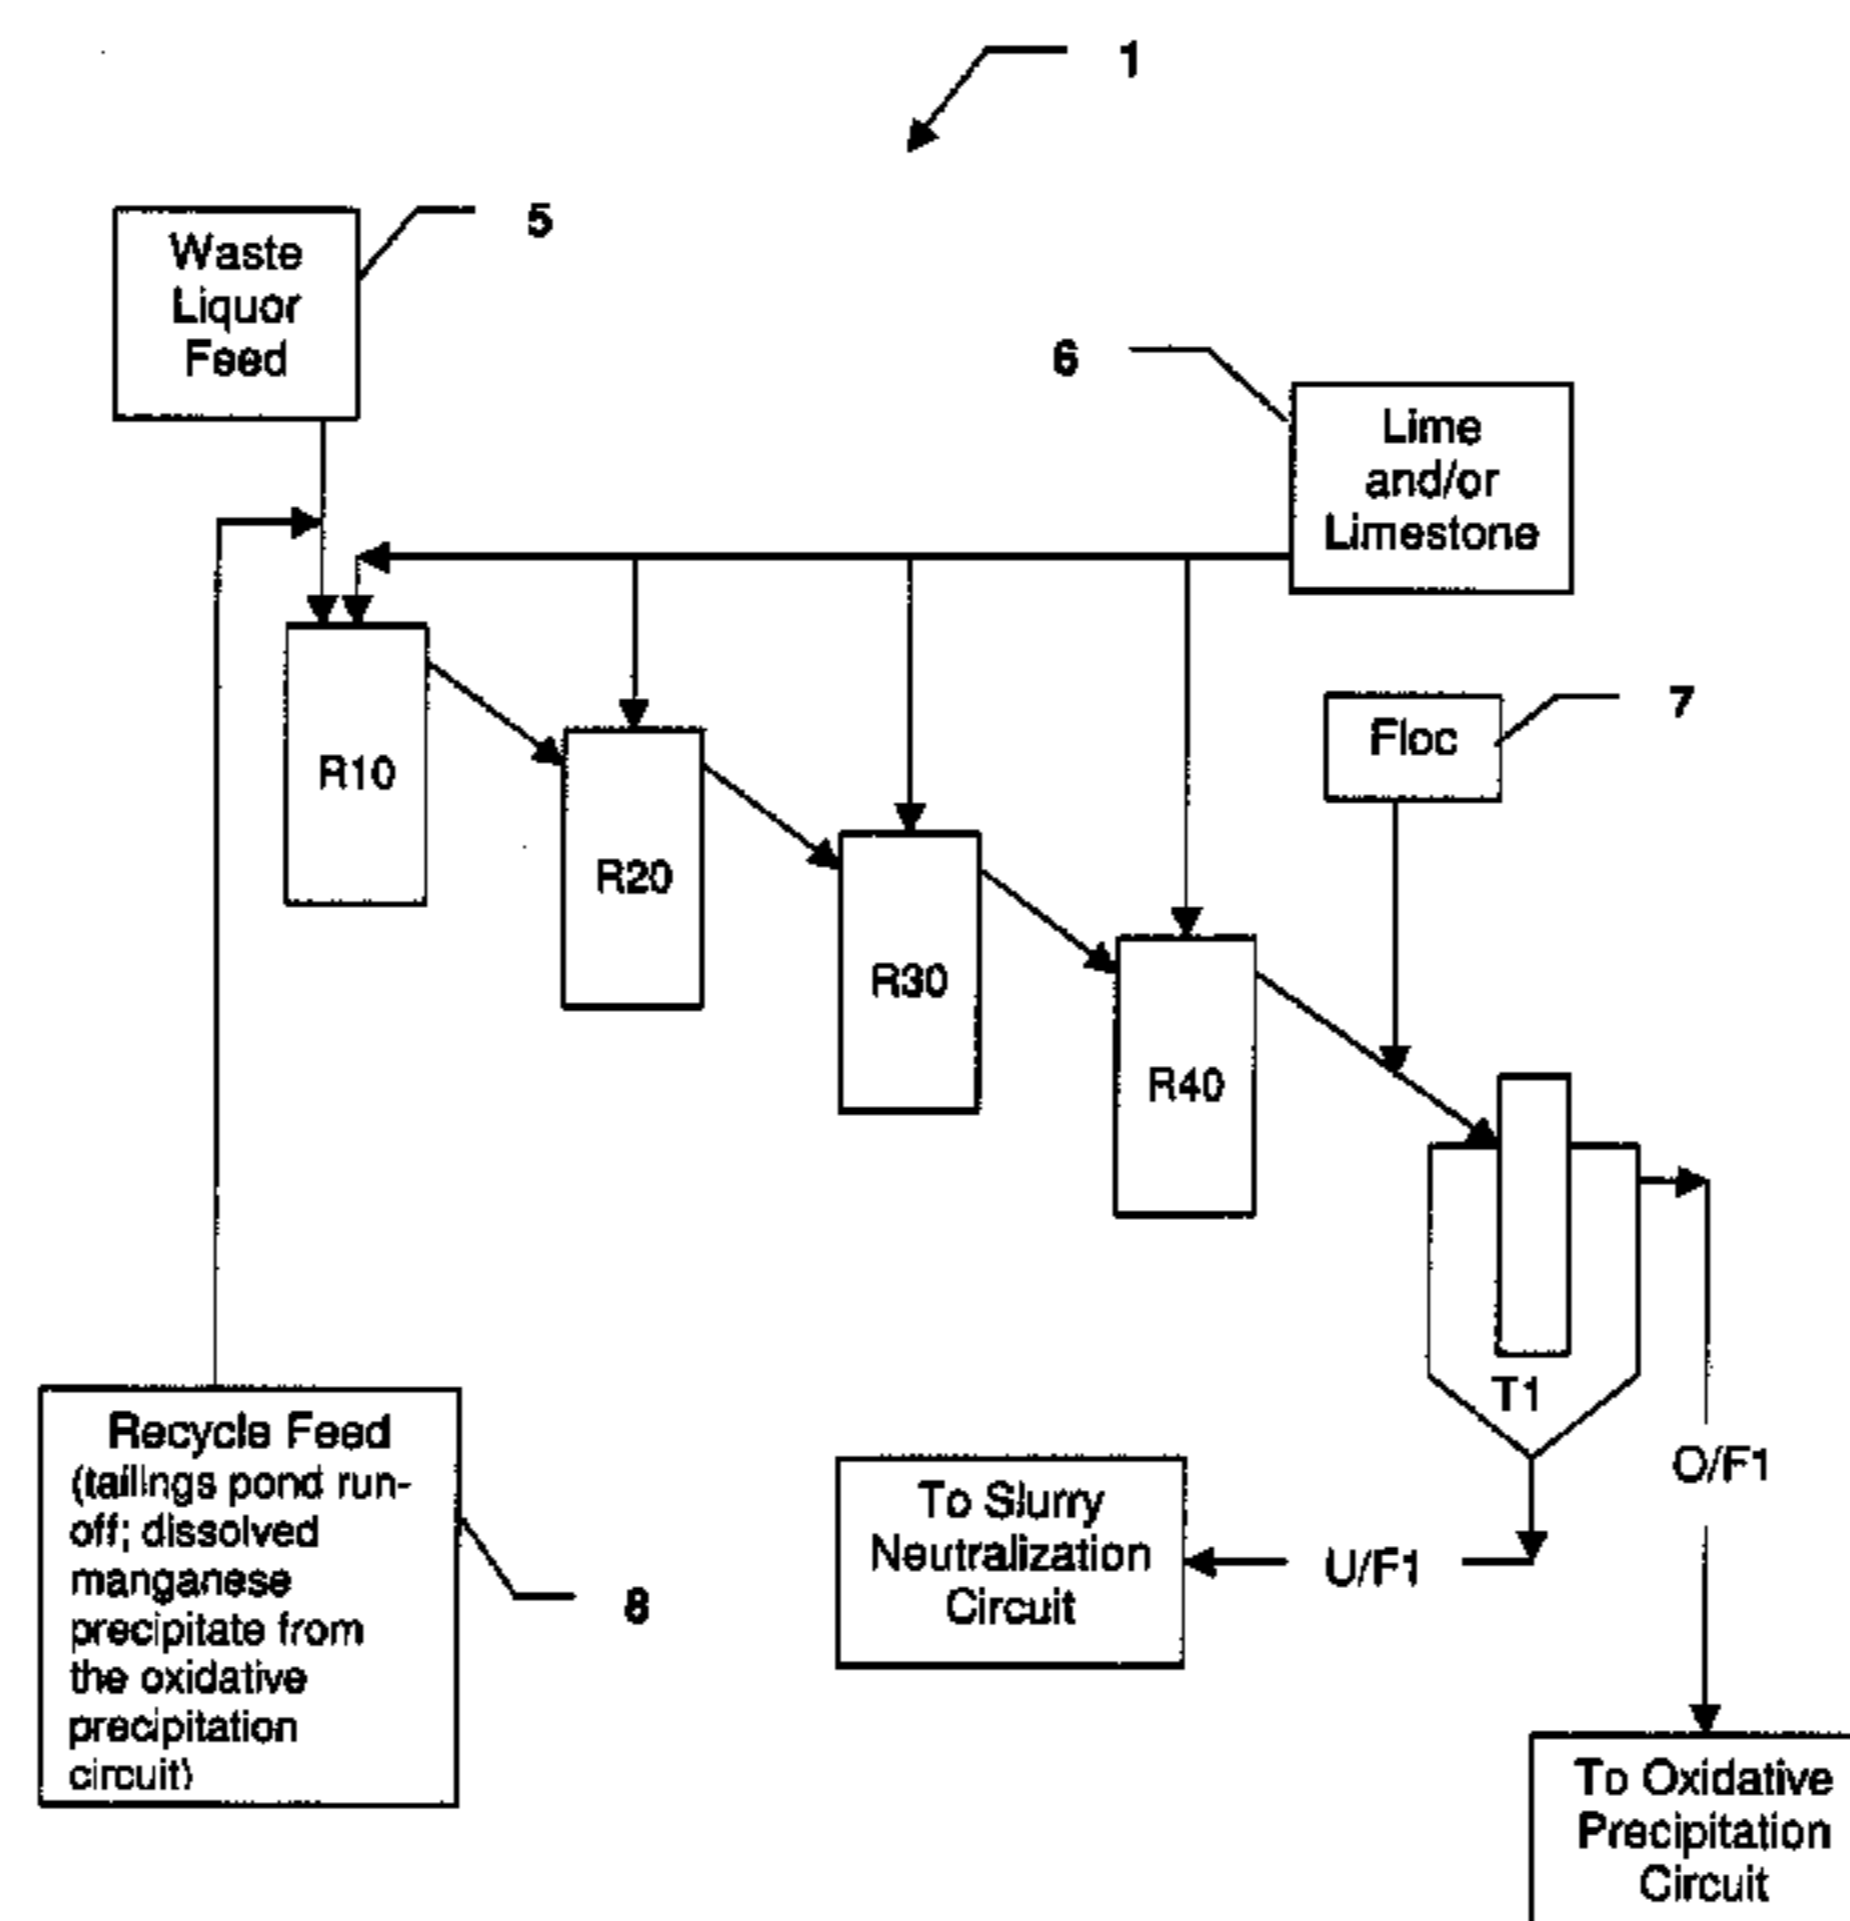 1
5
Waste
Liquor
Feed
6
Lime
and/or
Limestone
7
Floc
R10
R20
R30
R40
T1
O/F1
U/F1
To Slurry
Neutralization
Circuit
Recycle Feed
(tailings pond run-
off; dissolved
manganese
precipitate from
the oxidative
precipitation
circuit)
8
To Oxidative
Precipitation
Circuit